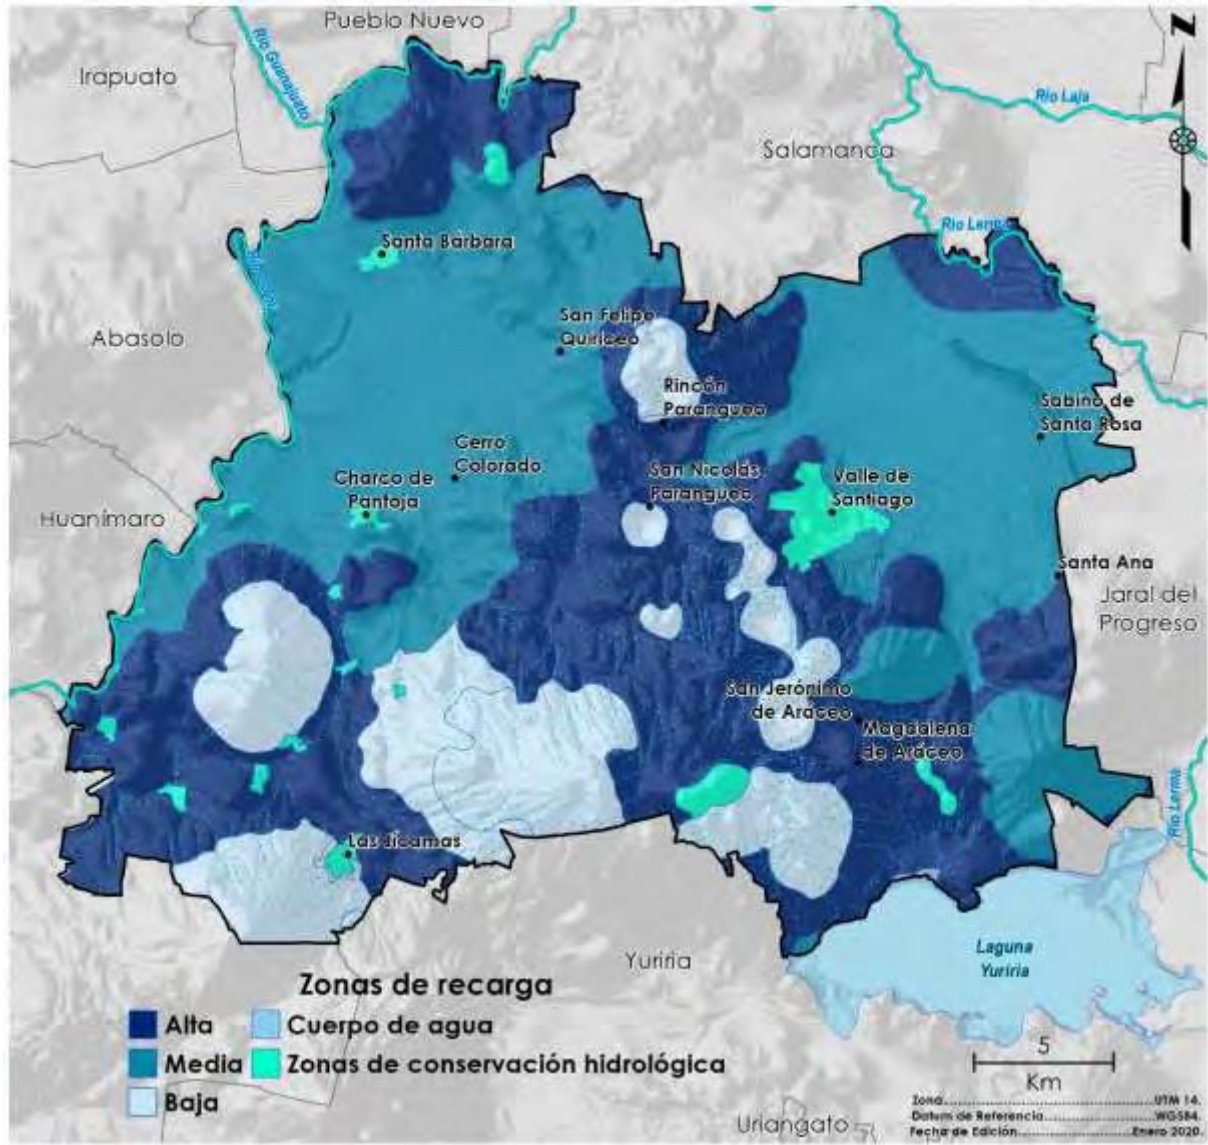 Pueblo Nuevo
Irapuato
Río Guanajuato
Río Laja
Salamanca
Río Lerma
Santa Bárbara
Abasolo
San Felipe
Quiriceo
Rincón
Parangueo
Sabino de
Santa Rosa
Cerro
Colorado
San Nicolás
Parangueo
Charco de
Pantoja
Valle de
Santiago
Huanímaro
Santa Ana
Jaral del
Progreso
San Jerónimo
de Araceo
Magdalena
de Araceo
Río Lerma
Las Jícamas
Laguna
Yuriria
Yuriria
Zonas de recarga
Alta
Cuerpo de agua
Media
Zonas de conservación hidrológica
Baja
5
Km
Zona UTM 14.
Datum de Referencia WGS84.
Fecha de Edición Enero 2020.
Uriangato